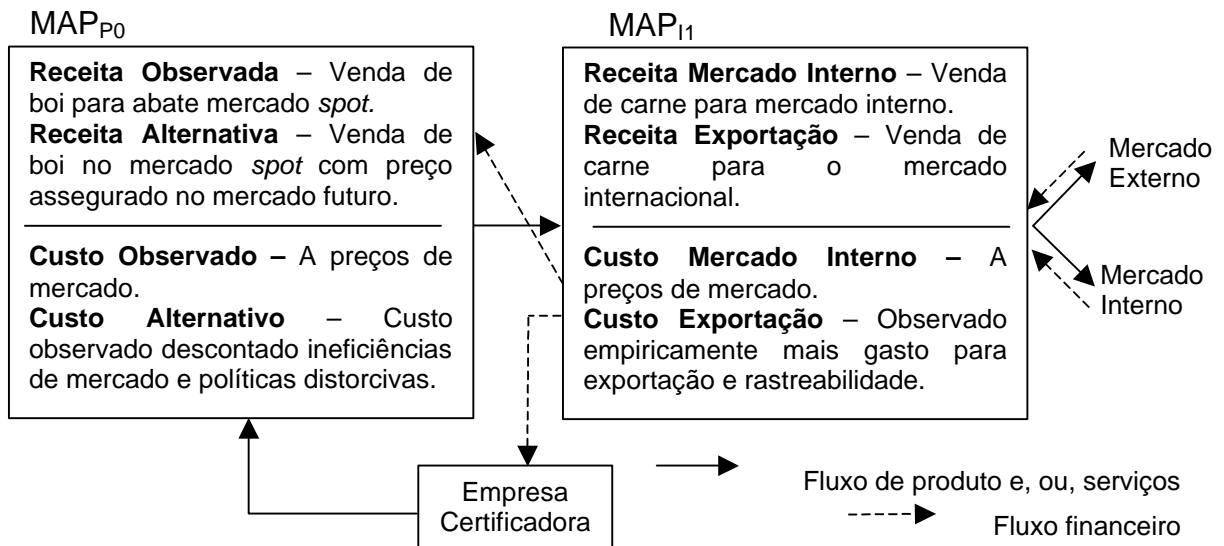 MAPP0
Receita Observada – Venda de
boi para abate mercado spot.
Receita Alternativa – Venda de
boi no mercado spot com preço
assegurado no mercado futuro.
Custo Observado – A preços de
mercado.
Custo Alternativo – Custo
observado descontado ineficiências
de mercado e políticas distorcivas.
MAPI1
Receita Mercado Interno – Venda
de carne para mercado interno.
Receita Exportação – Venda de
carne para o mercado
internacional.
Custo Mercado Interno – A
preços de mercado.
Custo Exportação – Observado
empiricamente mais gasto para
exportação e rastreabilidade.
Mercado
Externo
Mercado
Interno
Empresa
Certificadora
Fluxo de produto e, ou, serviços
Fluxo financeiro